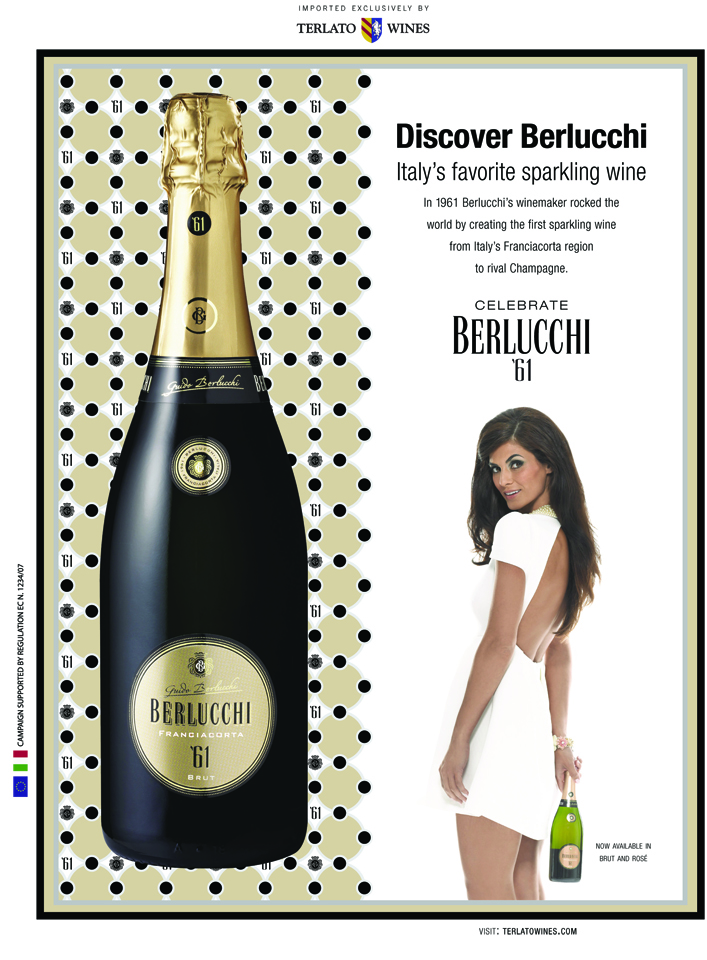 IMPORTED EXCLUSIVELY BY
TERLATO WINES
'61
Guido Berlucchi
BERLUCCHI
FRANCIACORTA
Guido Berlucchi
BERLUCCHI
FRANCIACORTA
'61
BRUT
Discover Berlucchi
Italy's favorite sparkling wine
In 1961 Berlucchi's winemaker rocked the
world by creating the first sparkling wine
from Italy's Franciacorta region
to rival Champagne.
CELEBRATE
BERLUCCHI
'61
NOW AVAILABLE IN
BRUT AND ROSÉ
CAMPAIGN SUPPORTED BY REGULATION EC N. 1234/07
VISIT: TERLATOWINES.COM